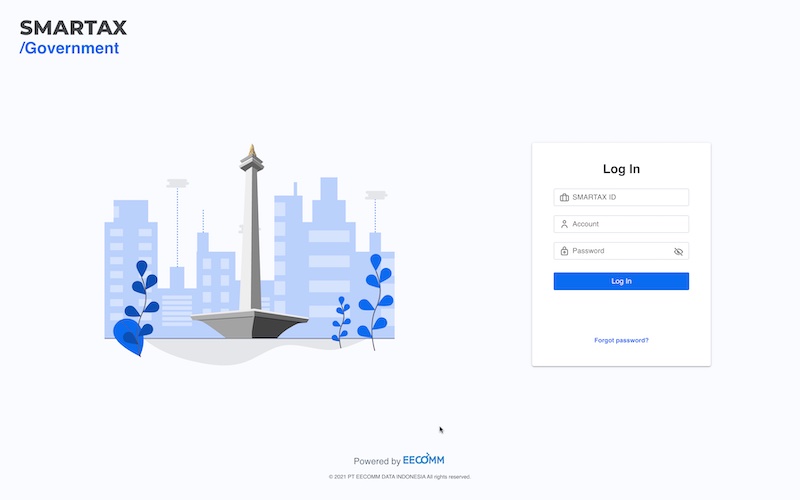 SMARTAX
/Government
Log In
SMARTAX ID
Account
Password
Log In
Forgot password?
Powered by EECOMM
© 2021 PT EECOMM DATA INDONESIA All rights reserved.